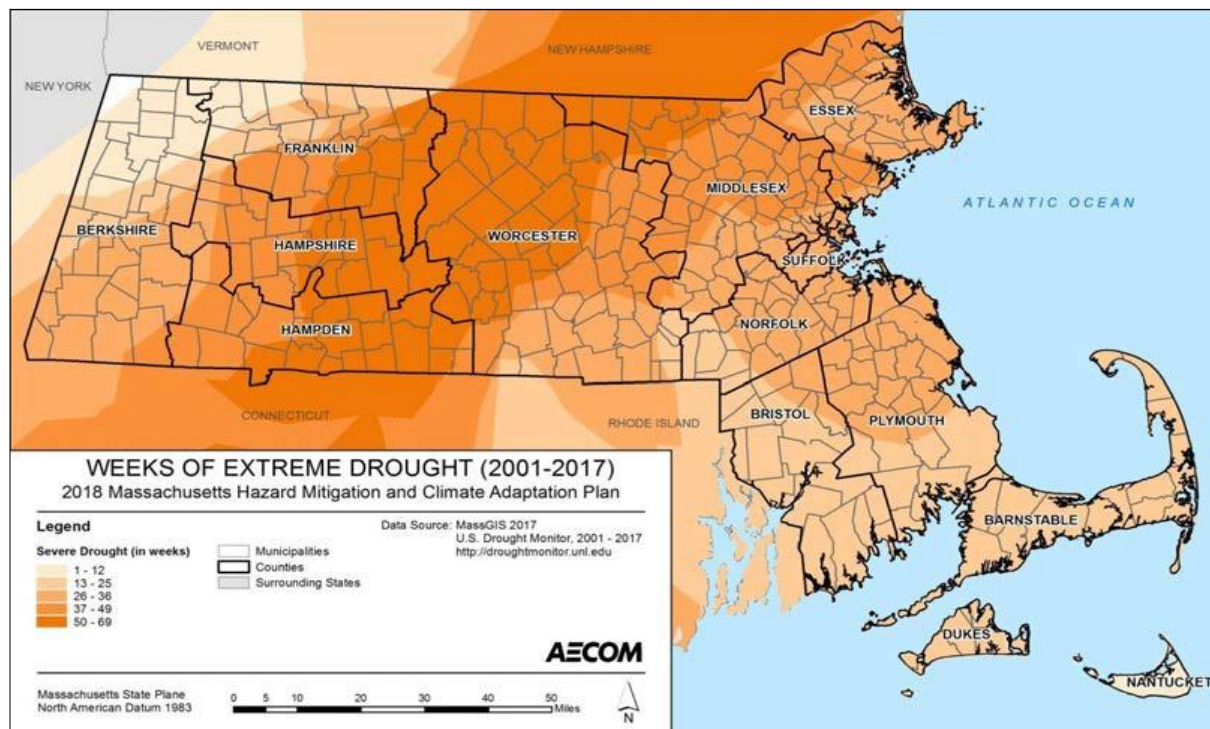 VERMONT
NEW HAMPSHIRE
NEW YORK
ESSEX
FRANKLIN
MIDDLESEX
ATLANTIC OCEAN
BERKSHIRE
HAMPSHIRE
WORCESTER
SUFFOLK
HAMPDEN
NORFOLK
CONNECTICUT
RHODE ISLAND
BRISTOL
PLYMOUTH
BARNSTABLE
DUKES
NANTUCKET
WEEKS OF EXTREME DROUGHT (2001-2017)
2018 Massachusetts Hazard Mitigation and Climate Adaptation Plan
Legend
Severe Drought (in weeks)
1 - 12
13 - 25
26 - 36
37 - 49
50 - 69
Municipalities
Counties
Surrounding States
Data Source: MassGIS 2017
U.S. Drought Monitor, 2001 - 2017
http://droughtmonitor.unl.edu
AECOM
Massachusetts State Plane
North American Datum 1983
0 5 10 20 30 40 50
Miles
N